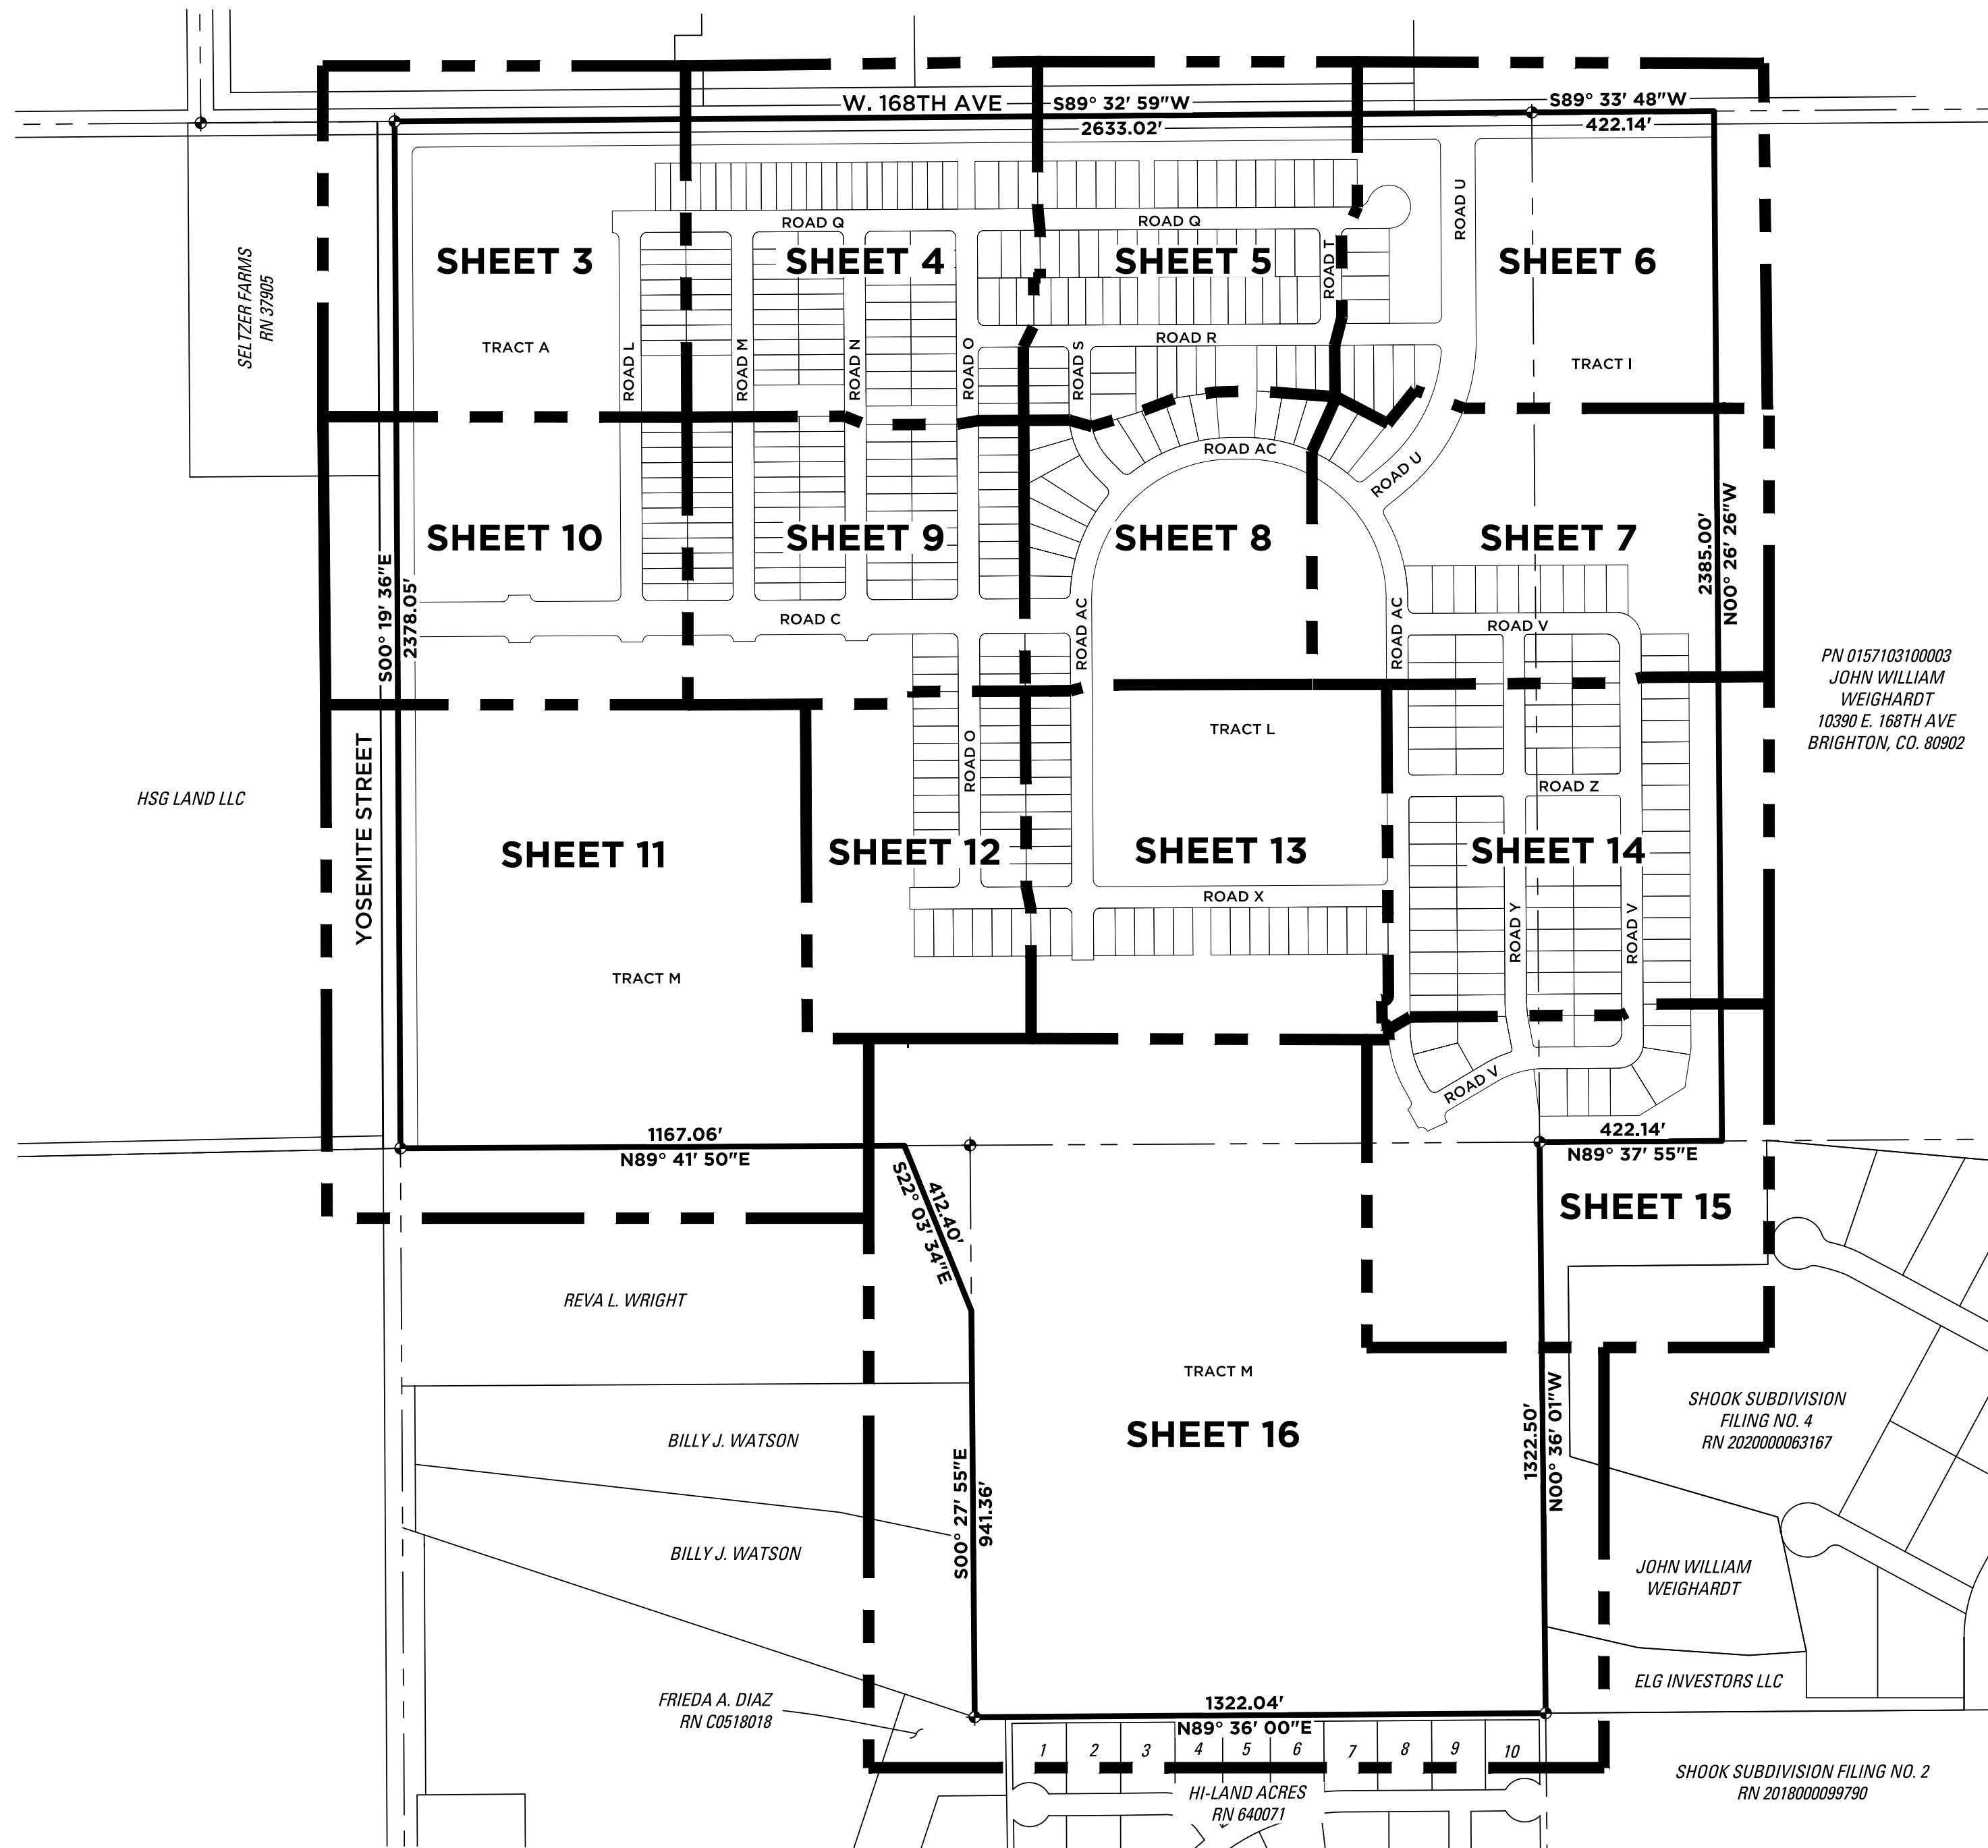 W. 168TH AVE
S89° 32' 59"W
2633.02'
S89° 33' 48"W
422.14'
ROAD Q
ROAD Q
ROAD U
SELTZER FARMS
RN 37905
SHEET 3
SHEET 4
SHEET 5
ROAD T
SHEET 6
TRACT A
ROAD L
ROAD M
ROAD N
ROAD O
ROAD S
ROAD R
TRACT I
ROAD AC
ROAD U
SHEET 10
SHEET 9
SHEET 8
SHEET 7
S00° 19' 36"E
2378.05'
2385.00'
N00° 26' 26"W
ROAD C
ROAD AC
ROAD AC
ROAD V
PN 0157103100003
JOHN WILLIAM
WEIGHARDT
10390 E. 168TH AVE
BRIGHTON, CO. 80902
TRACT L
ROAD O
HSG LAND LLC
YOSEMITE STREET
ROAD Z
SHEET 11
SHEET 12
SHEET 13
SHEET 14
ROAD X
ROAD Y
ROAD V
TRACT M
ROAD V
1167.06'
N89° 41' 50"E
422.14'
N89° 37' 55"E
412.40'
S22° 03' 34"E
SHEET 15
REVA L. WRIGHT
TRACT M
SHEET 16
BILLY J. WATSON
SHOOK SUBDIVISION
FILING NO. 4
RN 2020000063167
1322.50'
N00° 36' 01"W
S00° 27' 55"E
941.36'
BILLY J. WATSON
JOHN WILLIAM
WEIGHARDT
ELG INVESTORS LLC
FRIEDA A. DIAZ
RN C0518018
1322.04'
N89° 36' 00"E
1 2 3 4 5 6 7 8 9 10
HI-LAND ACRES
RN 640071
SHOOK SUBDIVISION FILING NO. 2
RN 2018000099790